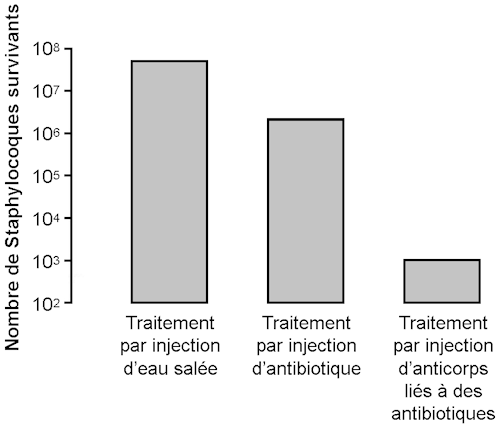 Nombre de Staphylocoques survivants
10⁸
10⁷
10⁶
10⁵
10⁴
10³
10²
Traitement
par injection
d'eau salée
Traitement
par injection
d'antibiotique
Traitement
par injection
d'anticorps
liés à des
antibiotiques